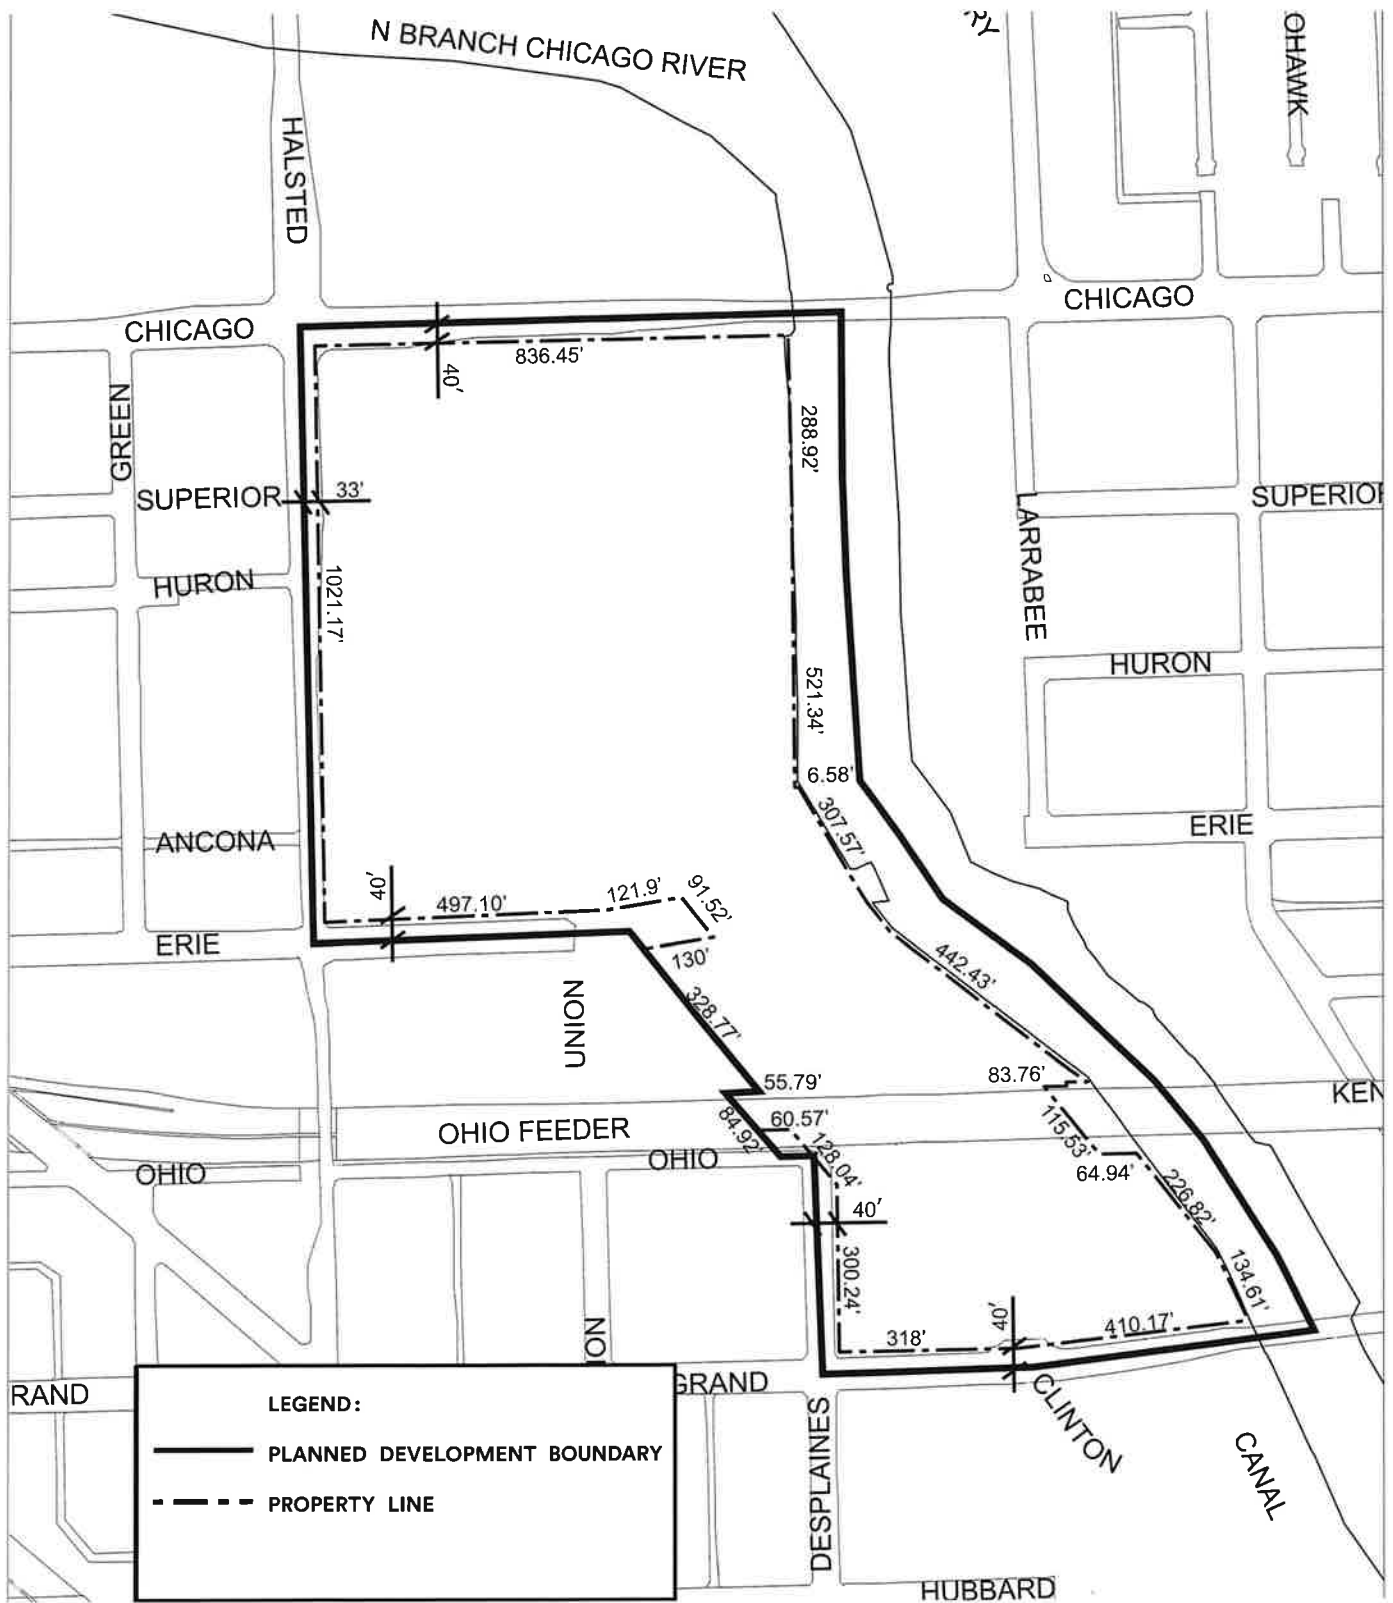 RY
OHAWK
N BRANCH CHICAGO RIVER
HALSTED
CHICAGO
CHICAGO
836.45'
40'
GREEN
288.92'
SUPERIOR
33'
LARRABEE
SUPERIOR
HURON
1021.17'
HURON
521.34'
6.58'
307.57'
ERIE
ANCONA
40'
497.10'
121.9'
91.52'
ERIE
130'
442.43'
UNION
328.77'
55.79'
83.76'
KEN
OHIO FEEDER
84.92'
60.57'
115.53'
128.04'
OHIO
OHIO
64.94'
226.82'
40'
300.24'
134.61'
318'
40'
410.17'
RAND
GRAND
CLINTON
DESPLAINES
CANAL
HUBBARD
LEGEND:
PLANNED DEVELOPMENT BOUNDARY
PROPERTY LINE